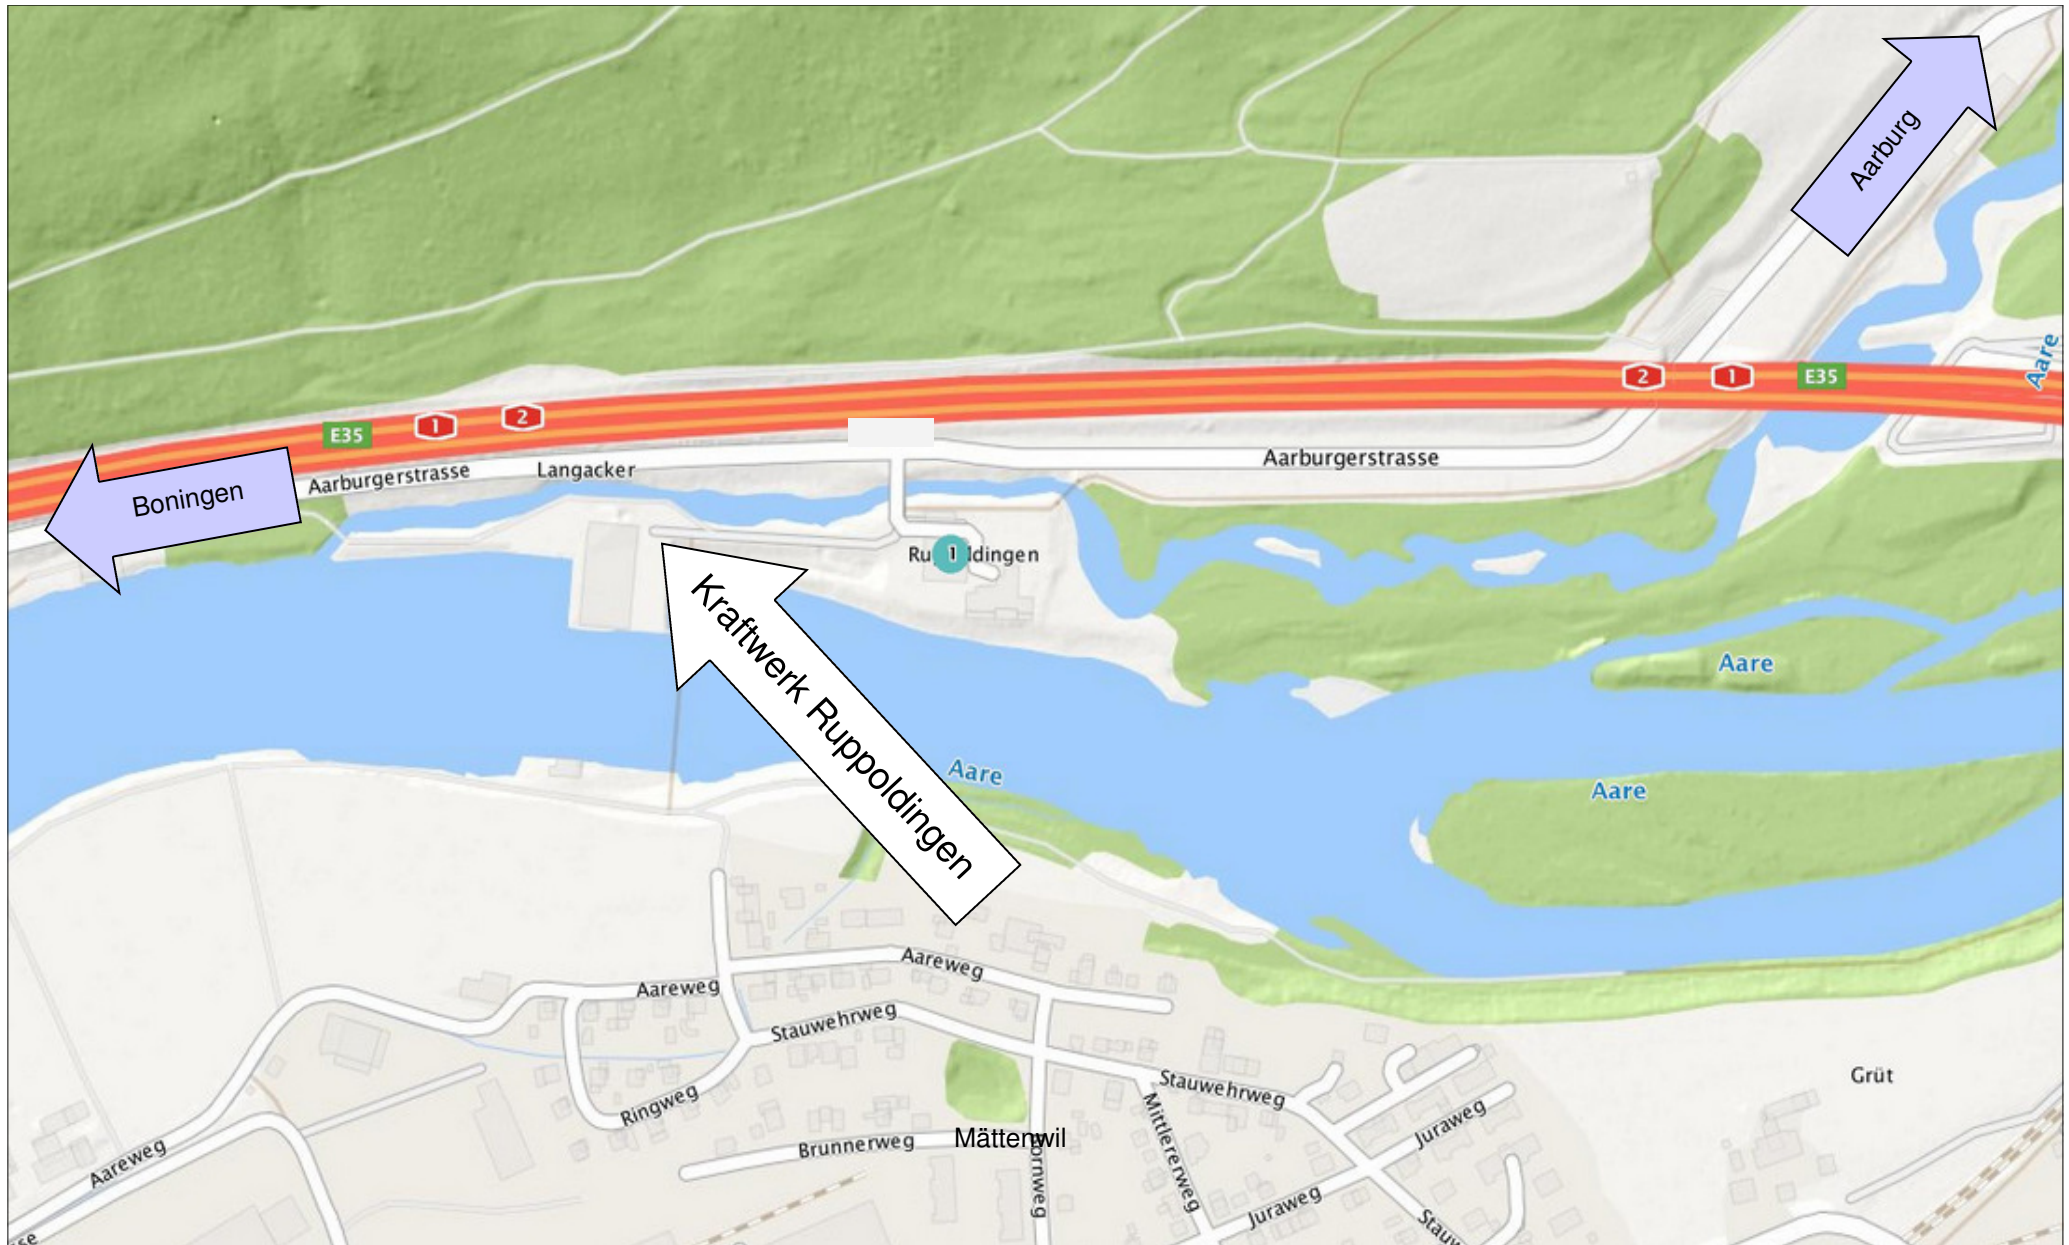 Aarburg
2
1
E35
Aare
E35
1
2
Boningen
Aarburgerstrasse
Langacker
Aarburgerstrasse
1
Kraftwerk Ruppoldingen
Aare
Aare
Aare
Aareweg
Aareweg
Stauwehrweg
Ringweg
Stauwehrweg
Grüt
Mittlererweg
Juraweg
Brunnerweg
Mättenwil
Aareweg
Juraweg